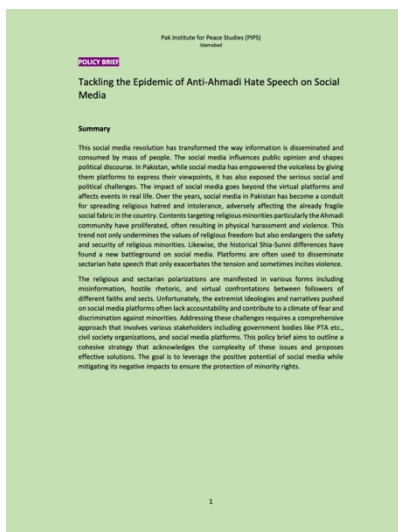 Pak Institute for Peace Studies (PIPS)
Islamabad
POLICY BRIEF
Tackling the Epidemic of Anti-Ahmadi Hate Speech on Social
Media
Summary
This social media revolution has transformed the way information is disseminated and
consumed by mass of people. The social media influences public opinion and shapes
political discourse. In Pakistan, while social media has empowered the voiceless by giving
them platforms to express their viewpoints, it has also exposed the serious social and
political challenges. The impact of social media goes beyond the virtual platforms and
affects events in real life. Over the years, social media in Pakistan has become a conduit
for spreading religious hatred and intolerance, adversely affecting the already fragile
social fabric in the country. Contents targeting religious minorities particularly the Ahmadi
community have proliferated, often resulting in physical harassment and violence. This
trend not only undermines the values of religious freedom but also endangers the safety
and security of religious minorities. Likewise, the historical Shia-Sunni differences have
found a new battleground on social media. Platforms are often used to disseminate
sectarian hate speech that only exacerbates the tension and sometimes incites violence.
The religious and sectarian polarizations are manifested in various forms including
misinformation, hostile rhetoric, and virtual confrontations between followers of
different faiths and sects. Unfortunately, the extremist ideologies and narratives pushed
on social media platforms often lack accountability and contribute to a climate of fear and
discrimination against minorities. Addressing these challenges requires a comprehensive
approach that involves various stakeholders including government bodies like PTA etc.,
civil society organizations, and social media platforms. This policy brief aims to outline a
cohesive strategy that acknowledges the complexity of these issues and proposes
effective solutions. The goal is to leverage the positive potential of social media while
mitigating its negative impacts to ensure the protection of minority rights.
1